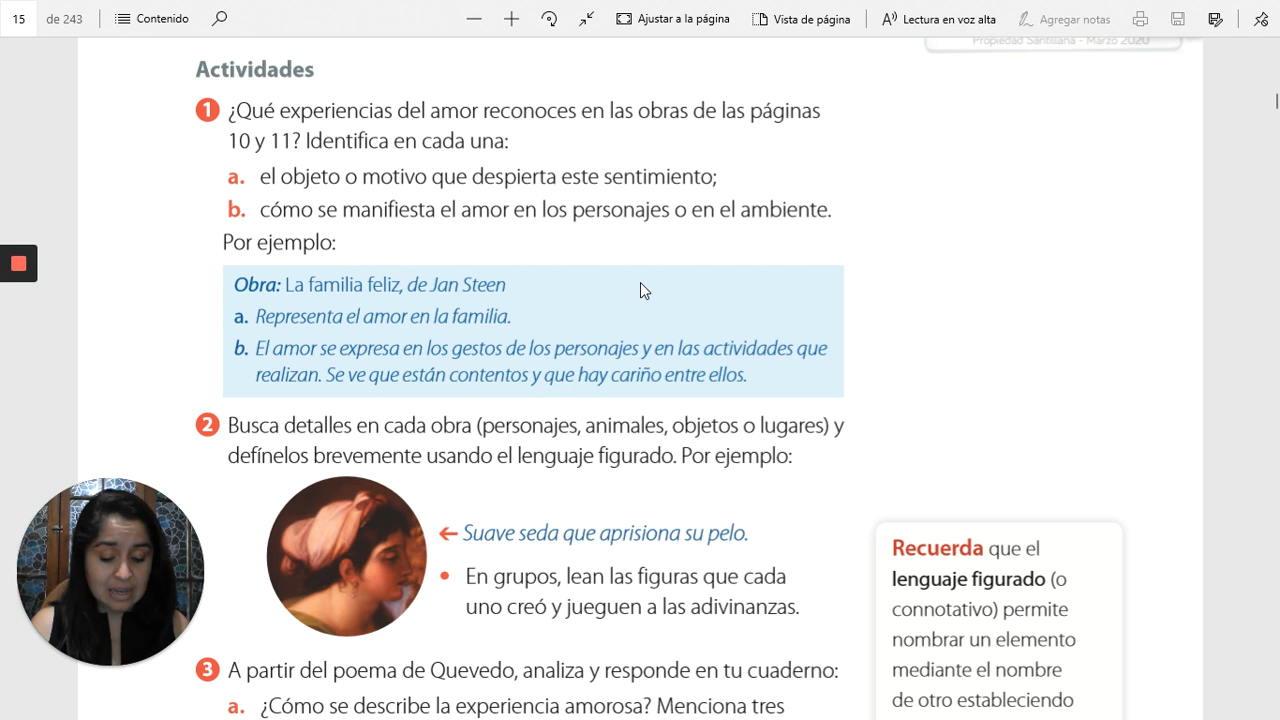 15 de 243 Contenido Ajustar a la página Vista de página Lectura en voz alta Agregar notas
Propiedad Santillana - Marzo 2020
Actividades
1 ¿Qué experiencias del amor reconoces en las obras de las páginas
10 y 11? Identifica en cada una:
a. el objeto o motivo que despierta este sentimiento;
b. cómo se manifiesta el amor en los personajes o en el ambiente.
Por ejemplo:
Obra: La familia feliz, de Jan Steen
a. Representa el amor en la familia.
b. El amor se expresa en los gestos de los personajes y en las actividades que
realizan. Se ve que están contentos y que hay cariño entre ellos.
2 Busca detalles en cada obra (personajes, animales, objetos o lugares) y
defínelos brevemente usando el lenguaje figurado. Por ejemplo:
← Suave seda que aprisiona su pelo.
• En grupos, lean las figuras que cada
uno creó y jueguen a las adivinanzas.
3 A partir del poema de Quevedo, analiza y responde en tu cuaderno:
a. ¿Cómo se describe la experiencia amorosa? Menciona tres
Recuerda que el
lenguaje figurado (o
connotativo) permite
nombrar un elemento
mediante el nombre
de otro estableciendo